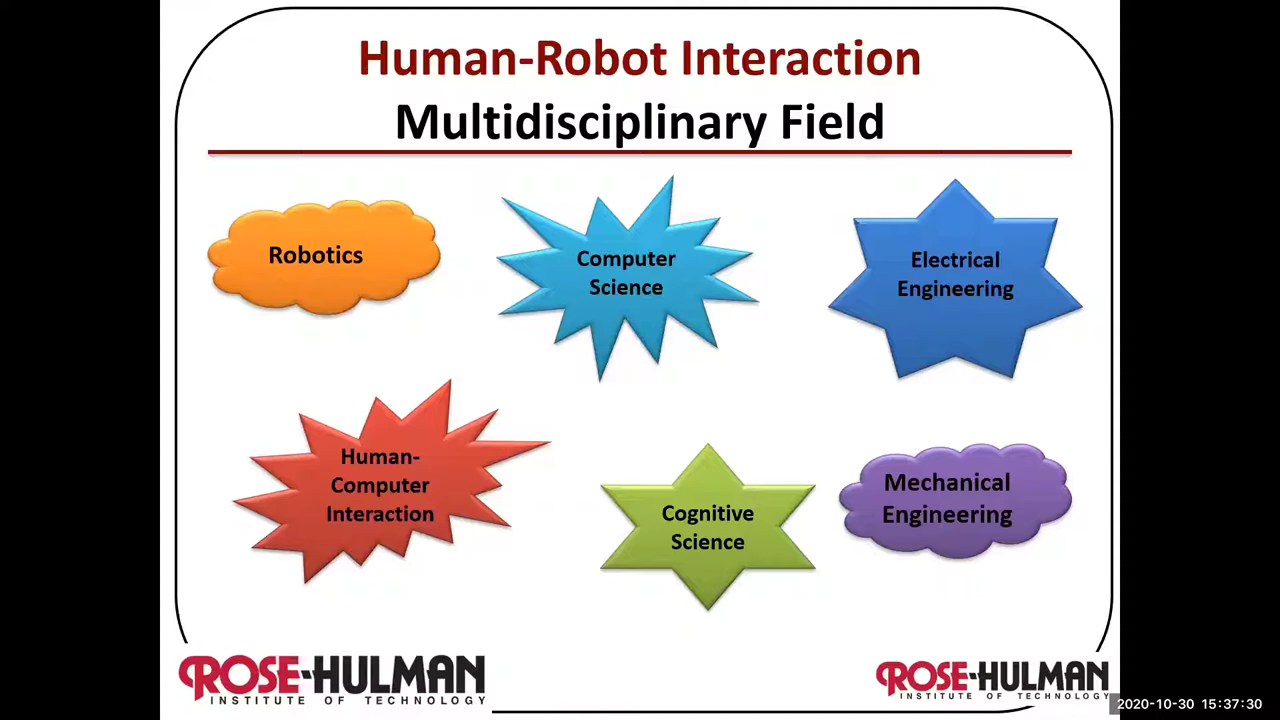 Human-Robot Interaction
Multidisciplinary Field
Robotics
Computer
Science
Electrical
Engineering
Human-
Computer
Interaction
Cognitive
Science
Mechanical
Engineering
ROSE-HULMAN
INSTITUTE OF TECHNOLOGY
ROSE-HULMAN
INSTITUTE OF TECHNOLOGY
2020-10-30 15:37:30